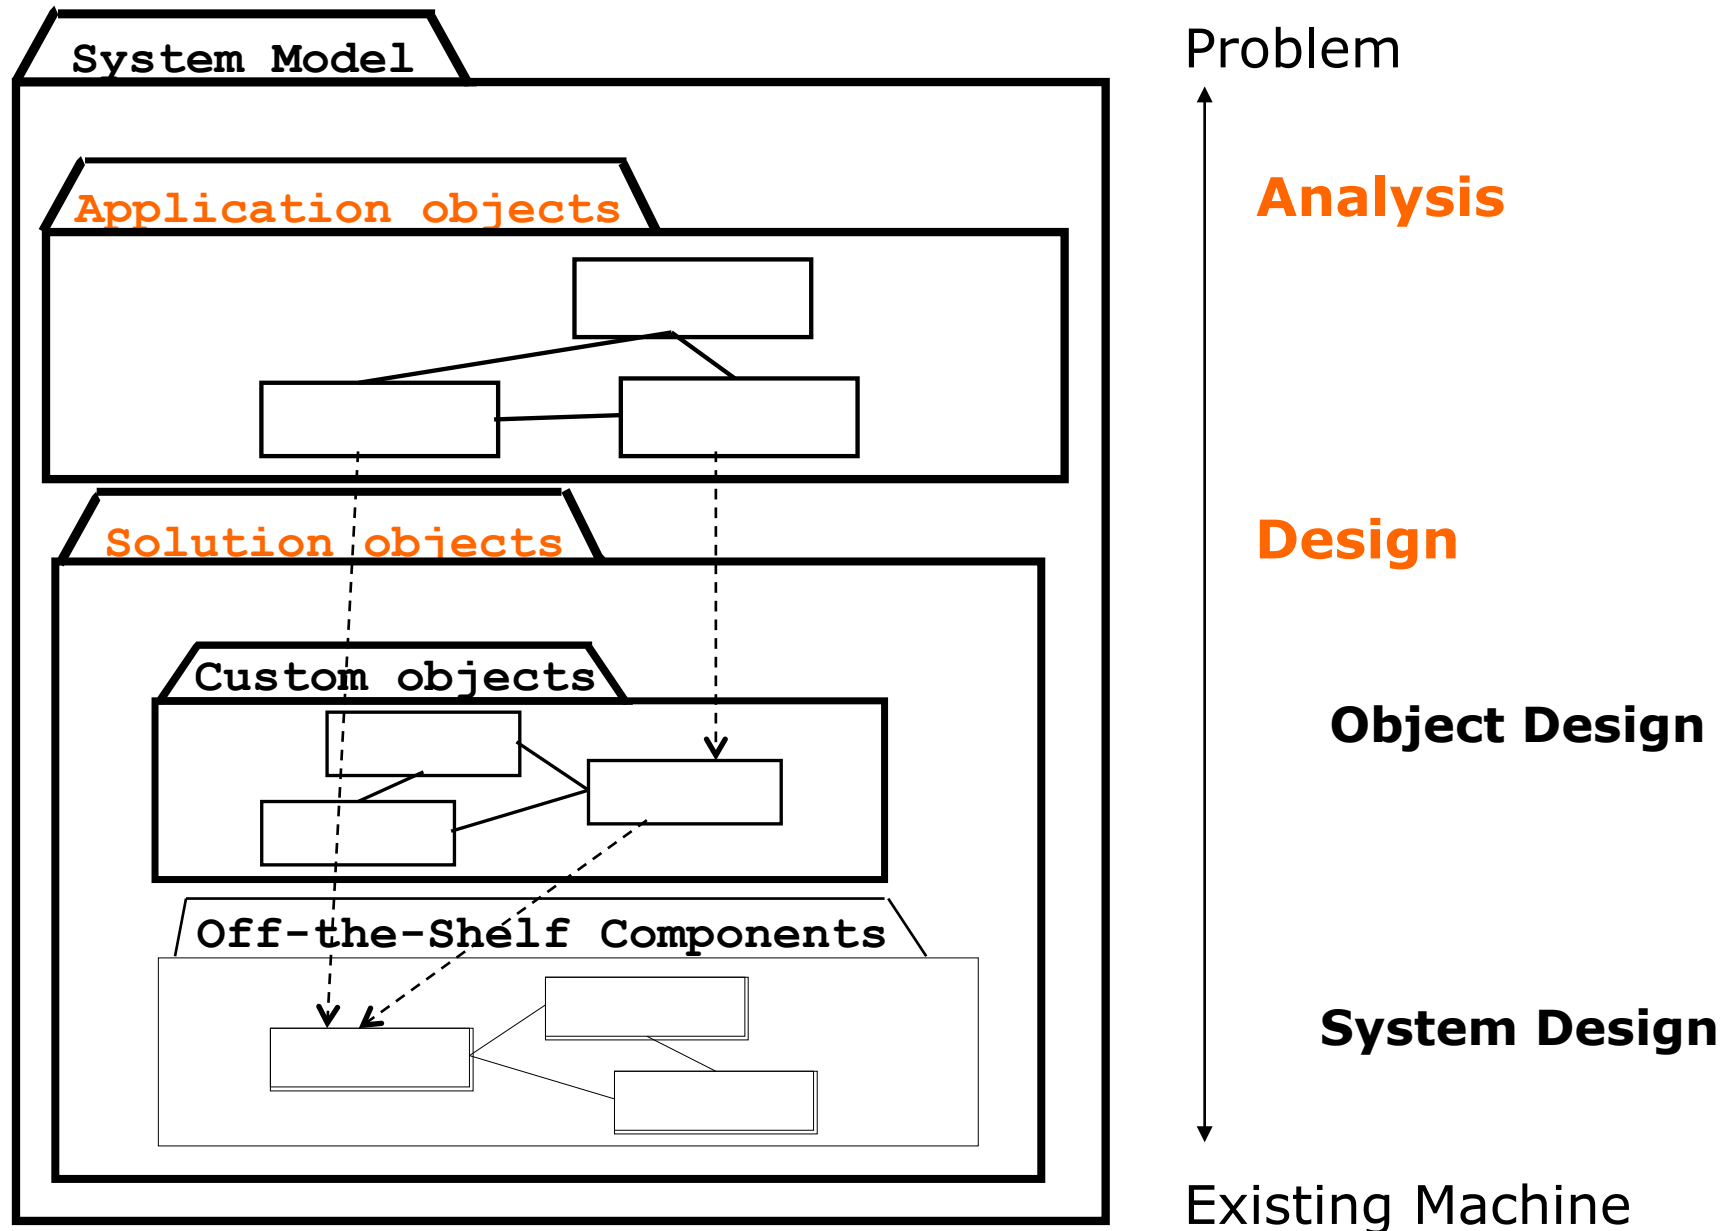 System Model
Problem
Application objects
Analysis
Solution objects
Design
Custom objects
Object Design
Off-the-Shelf Components
System Design
Existing Machine